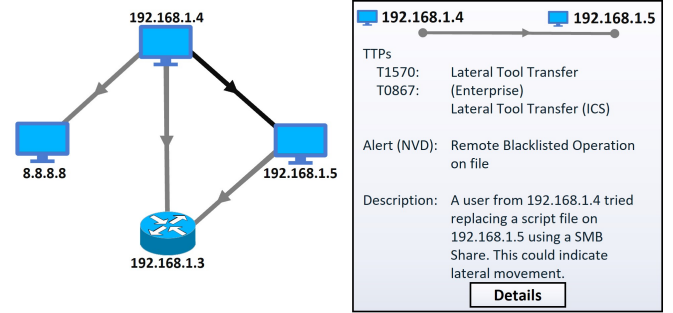 192.168.1.4
8.8.8.8
192.168.1.5
192.168.1.3
192.168.1.4 192.168.1.5
TTPs
T1570: Lateral Tool Transfer
T0867: (Enterprise)
Lateral Tool Transfer (ICS)
Alert (NVD): Remote Blacklisted Operation
on file
Description: A user from 192.168.1.4 tried
replacing a script file on
192.168.1.5 using a SMB
Share. This could indicate
lateral movement.
Details